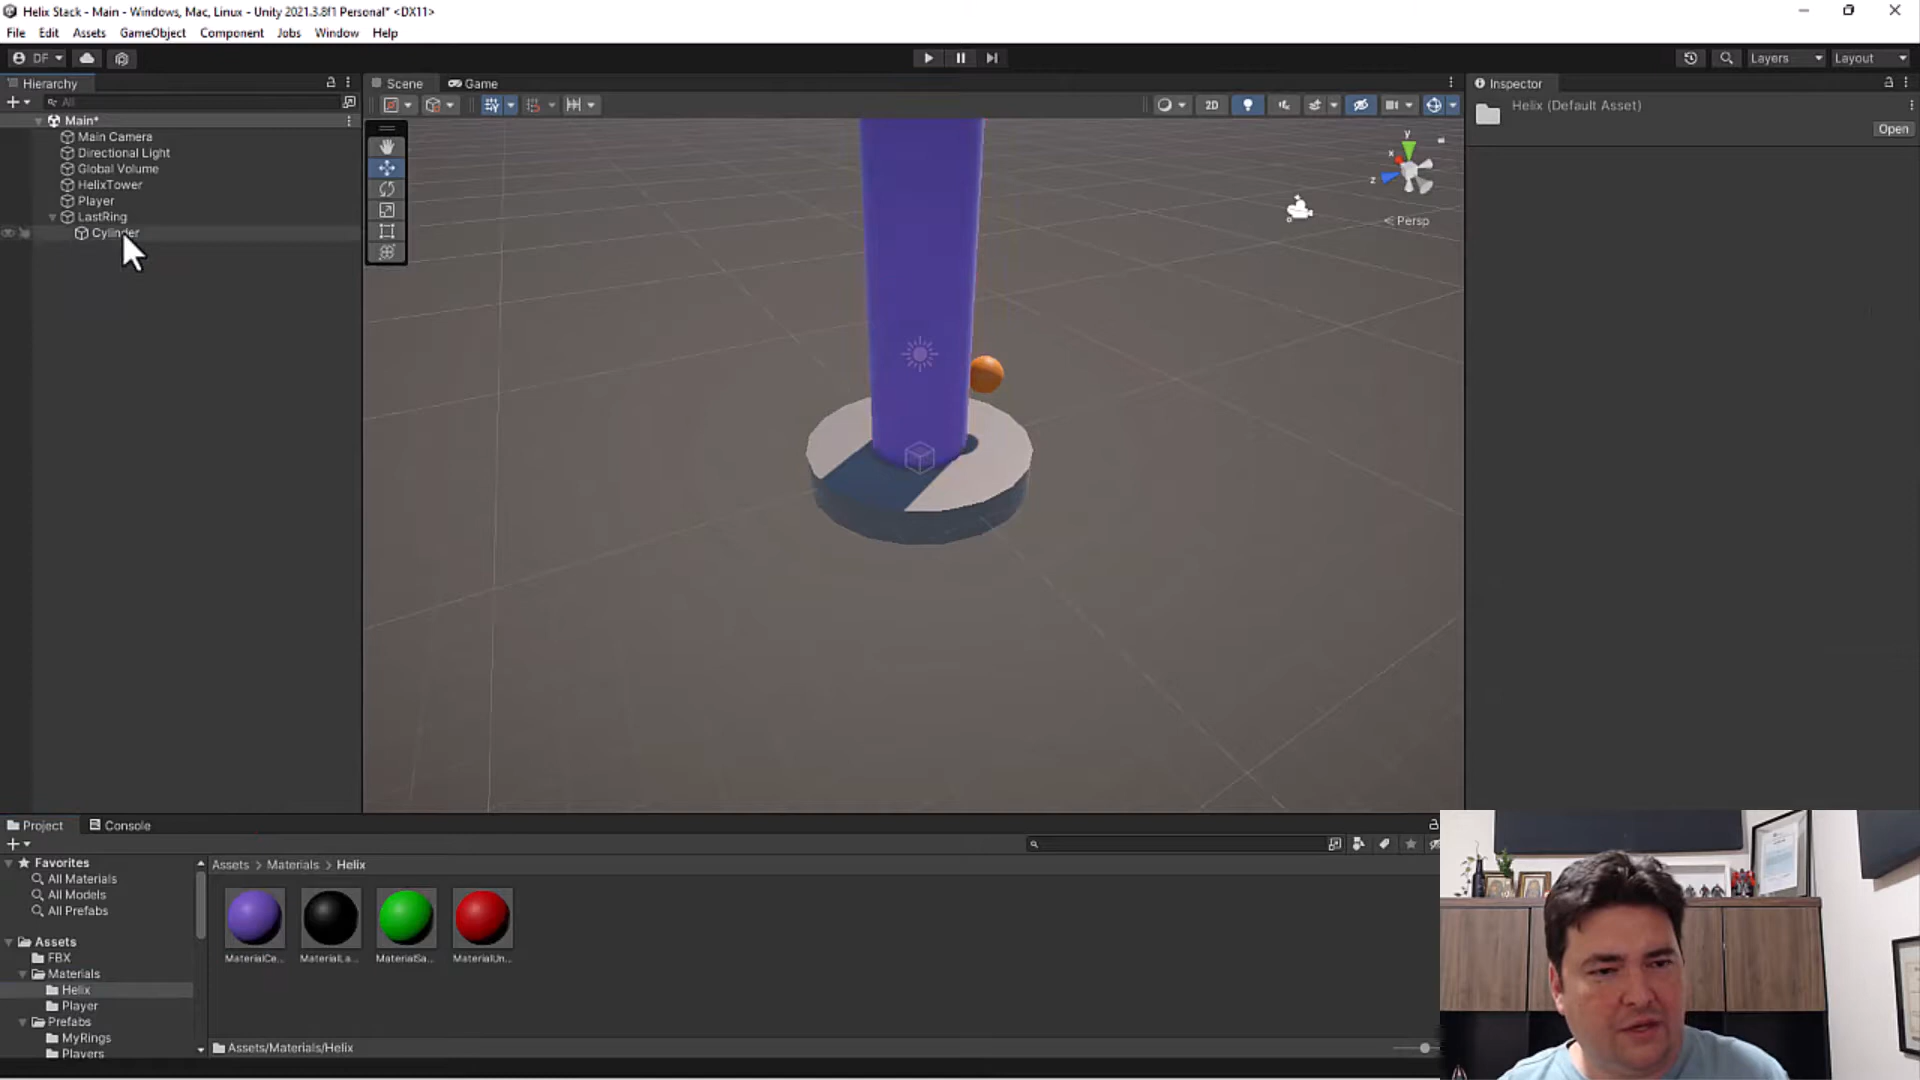 Helix Stack - Main - Windows, Mac, Linux - Unity 2021.3.8f1 Personal* <DX11>
File Edit Assets GameObject Component Jobs Window Help
DF Layers Layout
Hierarchy Scene Game Inspector
All 2D Helix (Default Asset)
Main* Open
Main Camera
Directional Light
Global Volume
HelixTower
Player
LastRing
Cylinder
y
x
z
< Persp
Project Console
Favorites
All Materials
All Models
All Prefabs
Assets
FBX
Materials
Helix
Player
Prefabs
MyRings
Players
Assets > Materials > Helix
MaterialCe... MaterialLa... MaterialSa... MaterialUn...
Assets/Materials/Helix